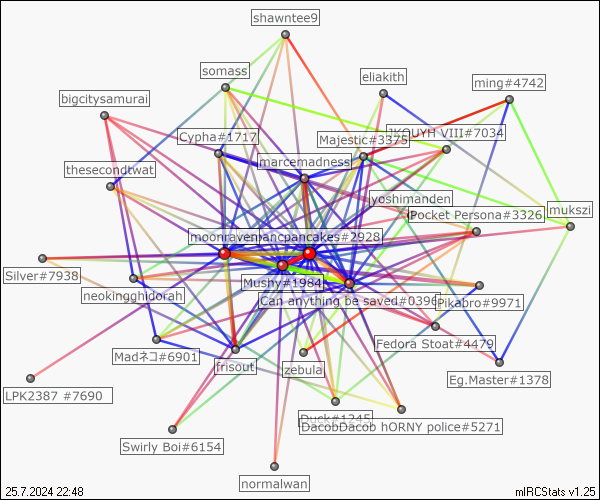 shawntee9
somass
eliakith
ming#4742
bigcitysamurai
Cypha#1717
Majestic#3375
VIII#7034
marcemadness
thesecondtwat
yoshimanden
Pocket Persona#3326
mukszi
moonraven
pancakes#2928
Silver#7938
Mushy#1984
neokingghidorah
Can anything be saved#0396
Pikabro#9971
Fedora Stoat#4479
Madネコ#6901
frisout
zebula
Eg.Master#1378
LPK2387 #7690
Duck#1245
DacobDacob hORNY police#5271
Swirly Boi#6154
normalwan
25.7.2024 22:48
mIRCStats v1.25